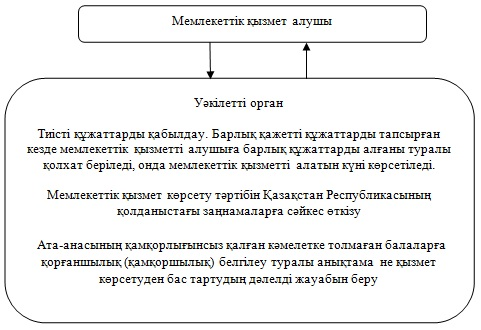 Мемлекеттік қызмет алушы
Уәкілетті орган
Тиісті құжаттарды қабылдау. Барлық қажетті құжаттарды тапсырған
кезде мемлекеттік қызметті алушыға барлық құжаттарды алғаны туралы
қолхат беріледі, онда мемлекеттік қызметті алатын күні көрсетіледі.
Мемлекеттік қызмет көрсету тәртібін Қазақстан Республикасының
қолданыстағы заңнамаларға сәйкес өткізу
Ата-анасының қамқорлығынсыз қалған кәмелетке толмаған балаларға
қорғаншылық (қамқоршылық) белгілеу туралы анықтама не қызмет
көрсетуден бас тартудың дәлелді жауабын беру